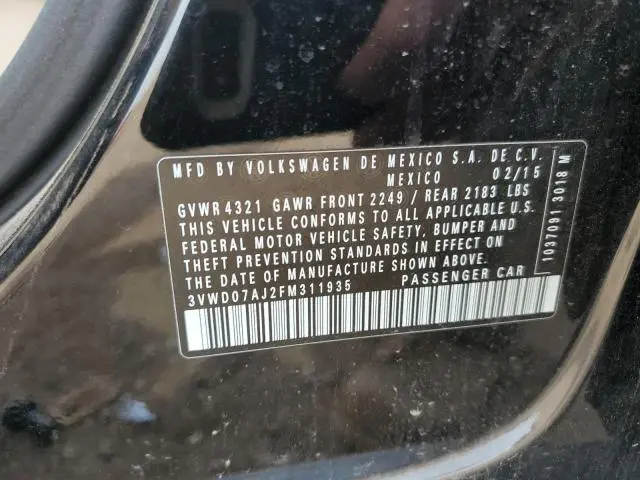 MFD BY VOLKSWAGEN DE MEXICO S.A. DE C.V.
MEXICO 02/15
GVWR 4321 GAWR FRONT 2249 / REAR 2183 LBS
THIS VEHICLE CONFORMS TO ALL APPLICABLE U.S.
FEDERAL MOTOR VEHICLE SAFETY, BUMPER AND
THEFT PREVENTION STANDARDS IN EFFECT ON
THE DATE OF MANUFACTURE SHOWN ABOVE.
3VWD07AJ2FM311935 PASSENGER CAR
1037091 3018 M